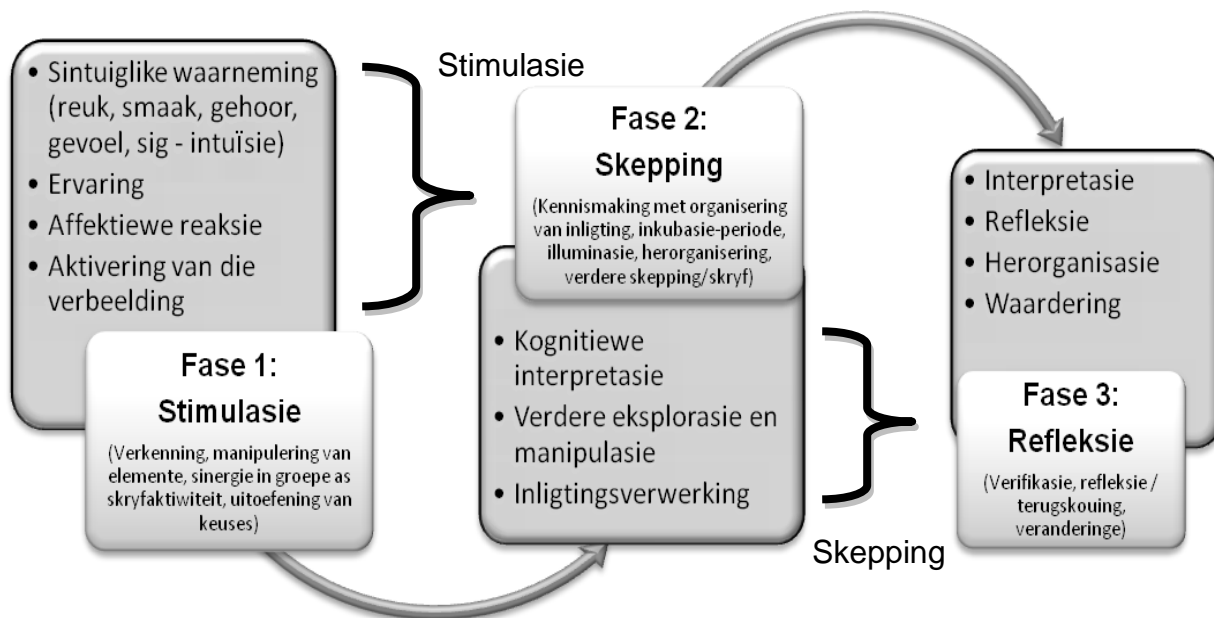 • Sintuiglike waarneming
(reuk, smaak, gehoor,
gevoel, sig - intuïsie)
• Ervaring
• Affektiewe reaksie
• Aktivering van die
verbeelding
Fase 1:
Stimulasie
(Verkenning, manipulering van
elemente, sinergie in groepe as
skryfaktiwiteit, uitoefening van
keuses)
Stimulasie
Fase 2:
Skepping
(Kennismaking met organisering
van inligting, inkubasie-periode,
illuminasie, herorganisering,
verdere skepping/skryf)
• Kognitiewe
interpretasie
• Verdere eksplorasie en
manipulasie
• Inligtingsverwerking
Skepping
• Interpretasie
• Refleksie
• Herorganisasie
• Waardering
Fase 3:
Refleksie
(Verifikasie, refleksie /
terugskouing,
veranderinge)